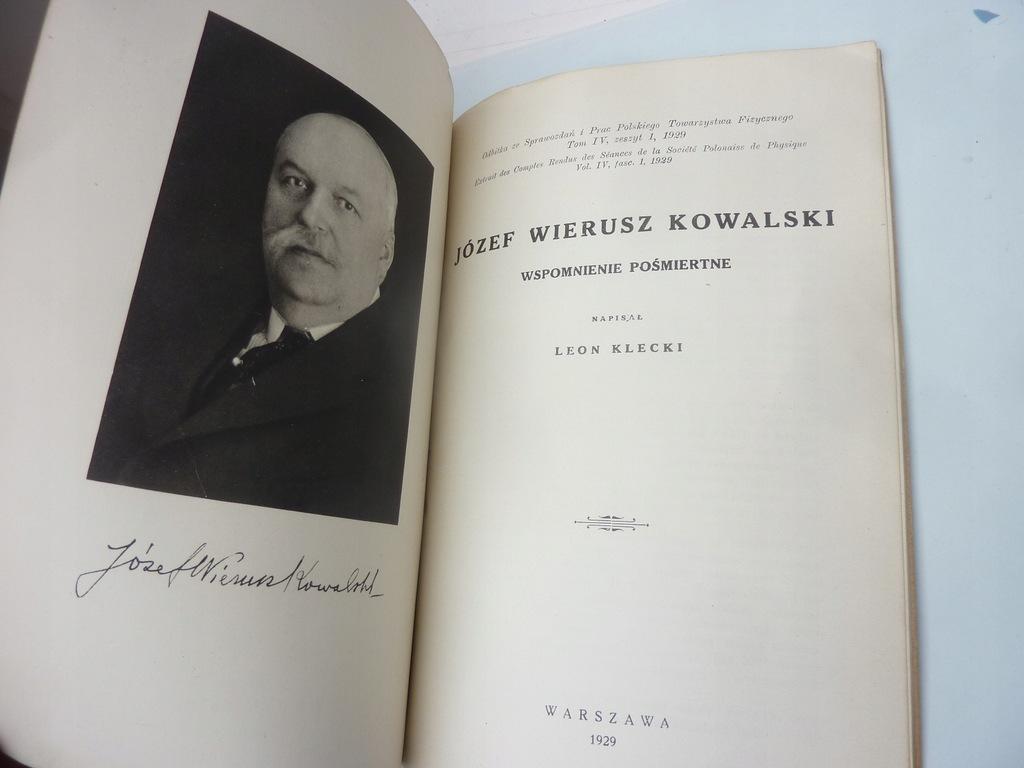 Józef Wierusz Kowalski
Odbitka ze Sprawozdań i Prac Polskiego Towarzystwa Fizycznego
Tom IV, zeszyt 1, 1929
Extrait des Comptes Rendus des Séances de la Société Polonaise de Physique
Vol. IV, fasc. 1, 1929
JÓZEF WIERUSZ KOWALSKI
WSPOMNIENIE POŚMIERTNE
NAPISAŁ
LEON KLECKI
WARSZAWA
1929